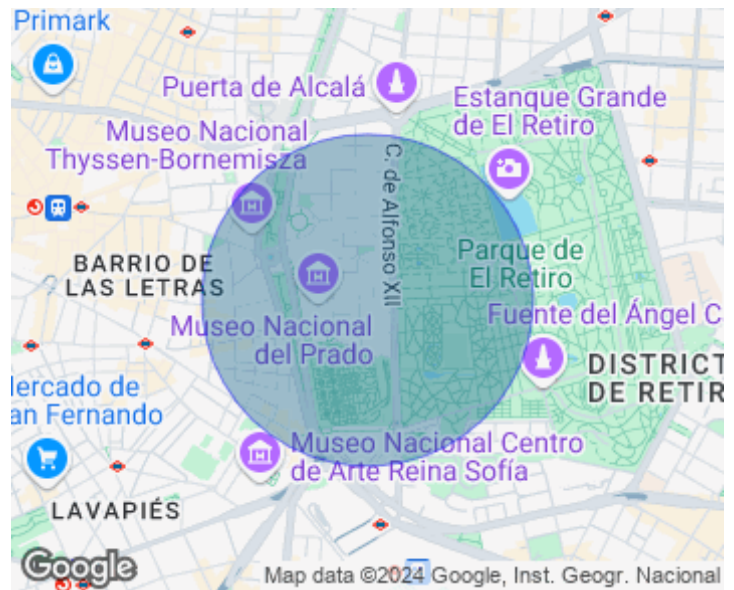 Primark
Puerta de Alcalá
Estanque Grande
de El Retiro
Museo Nacional
Thyssen-Bornemisza
C. de Alfonso XII
BARRIO DE
LAS LETRAS
Parque de
El Retiro
Museo Nacional
del Prado
Fuente del Ángel C
DISTRICT
DE RETIR
lercado de
an Fernando
Museo Nacional Centro
de Arte Reina Sofía
LAVAPIÉS
Google
Map data ©2024 Google, Inst. Geogr. Nacional